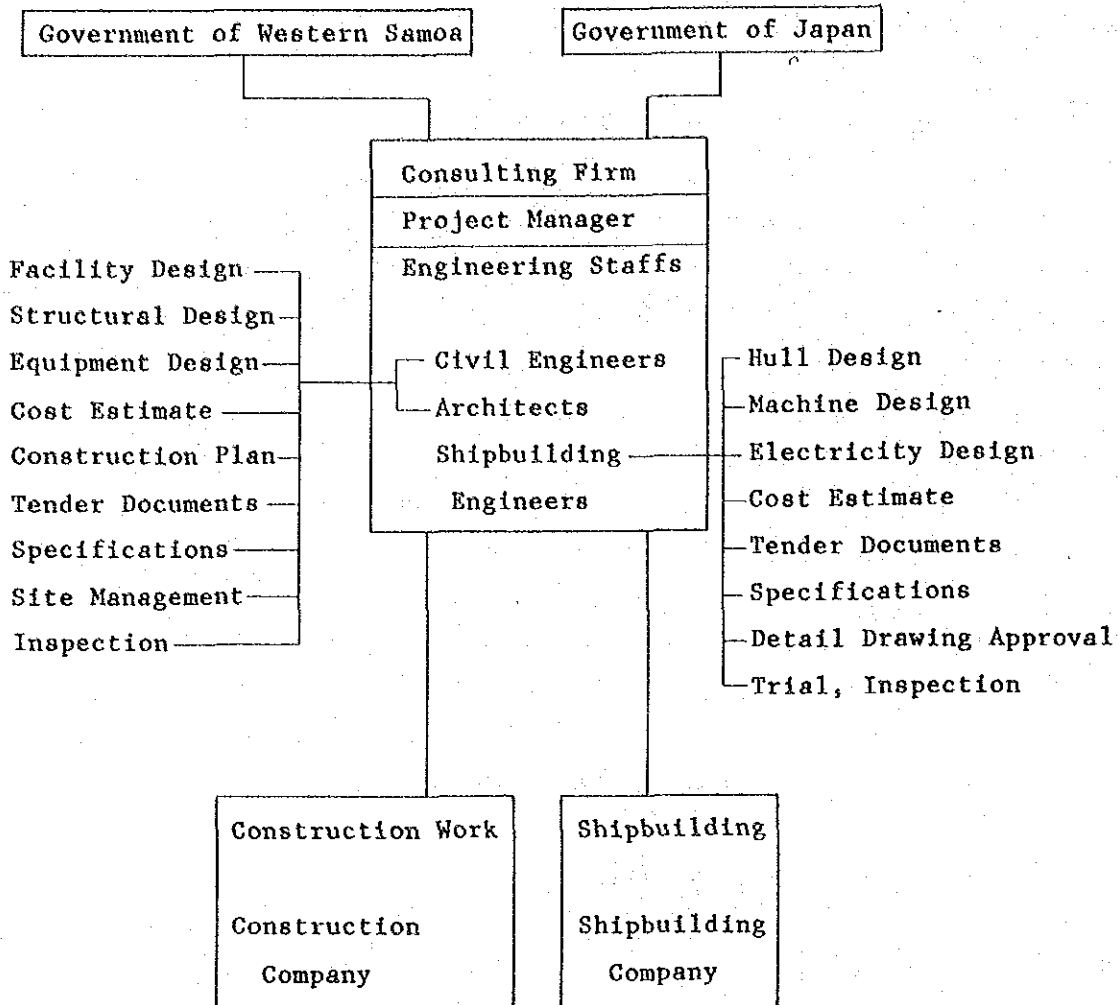 Government of Western Samoa
Government of Japan
Consulting Firm
Project Manager
Engineering Staffs
Civil Engineers
Architects
Shipbuilding
Engineers
Facility Design
Structural Design
Equipment Design
Cost Estimate
Construction Plan
Tender Documents
Specifications
Site Management
Inspection
Hull Design
Machine Design
Electricity Design
Cost Estimate
Tender Documents
Specifications
Detail Drawing Approval
Trial, Inspection
Construction Work
Construction
Company
Shipbuilding
Shipbuilding
Company